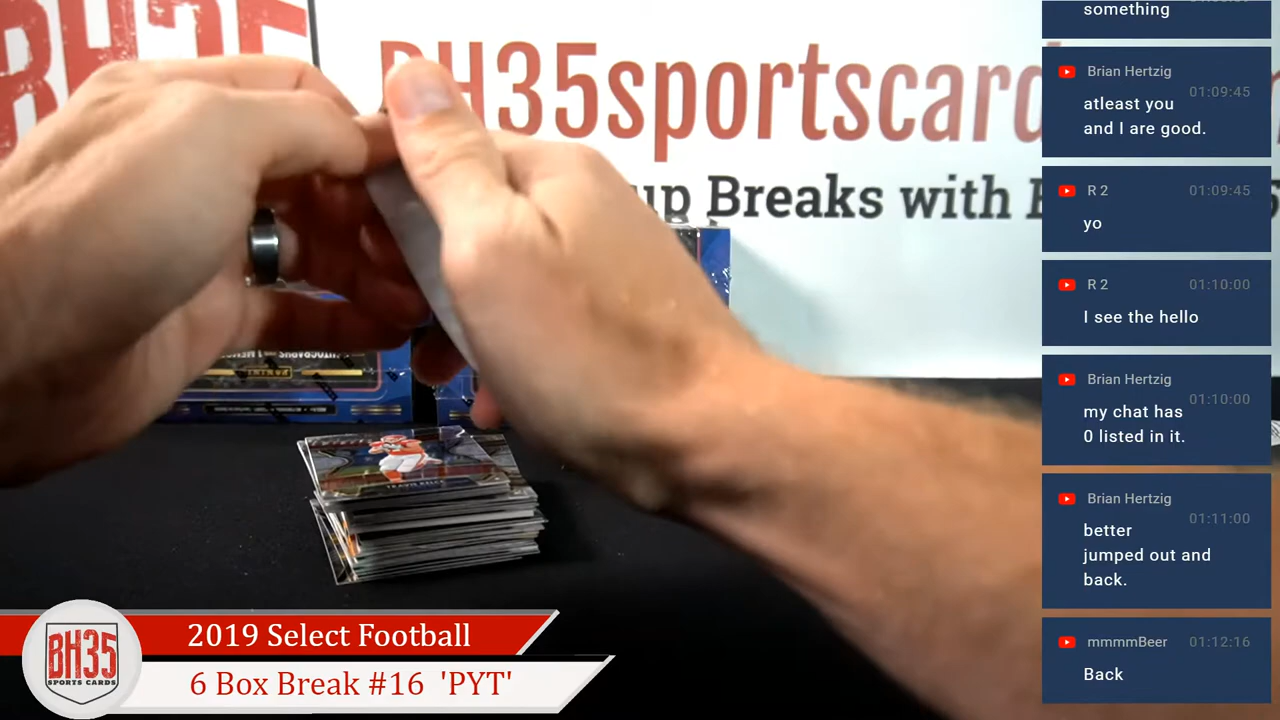 BH35
BH35sportscard
up Breaks with
something
Brian Hertzig
01:09:45
atleast you
and I are good.
R 2
01:09:45
yo
R 2
01:10:00
I see the hello
Brian Hertzig
01:10:00
my chat has
0 listed in it.
Brian Hertzig
01:11:00
better
jumped out and
back.
mmmmBeer
01:12:16
Back
PANINI
2019 Select Football
6 Box Break #16 'PYT'
BH35
SPORTS CARDS